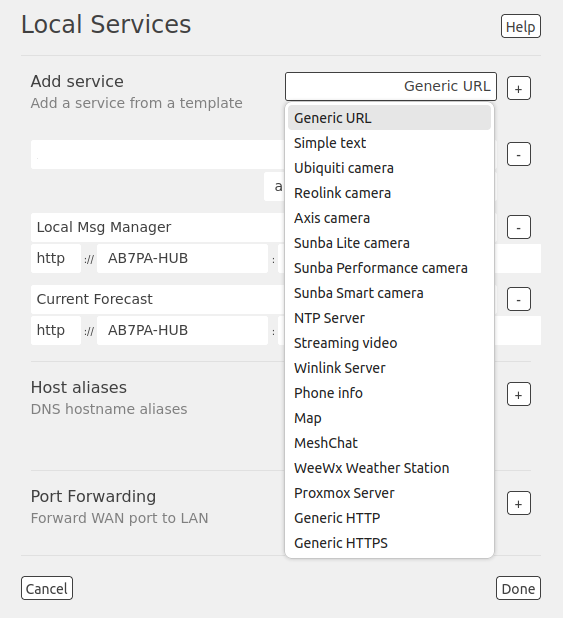 Local Services
Help
Add service
Add a service from a template
Generic URL
+
Generic URL
Simple text
Ubiquiti camera
Reolink camera
Axis camera
Sunba Lite camera
Sunba Performance camera
Sunba Smart camera
NTP Server
Streaming video
Winlink Server
Phone info
Map
MeshChat
WeeWx Weather Station
Proxmox Server
Generic HTTP
Generic HTTPS
-
a
Local Msg Manager
-
http :// AB7PA-HUB :
Current Forecast
-
http :// AB7PA-HUB :
Host aliases
DNS hostname aliases
+
Port Forwarding
Forward WAN port to LAN
+
Cancel
Done